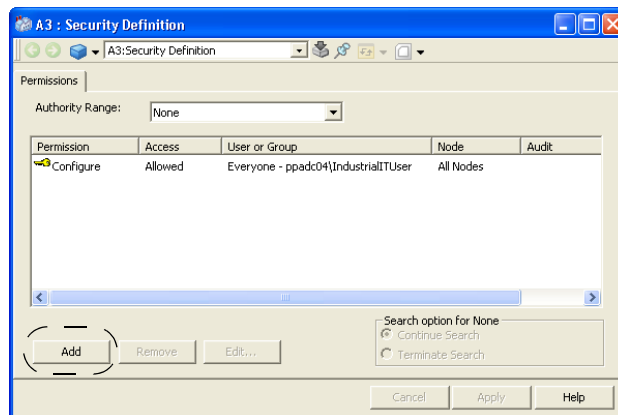 A3 : Security Definition
A3:Security Definition
Permissions
Authority Range:
None
Permission Access User or Group Node Audit
Configure Allowed Everyone - ppadc04\IndustrialITUser All Nodes
Search option for None
Continue Search
Terminate Search
Add Remove Edit...
Cancel Apply Help